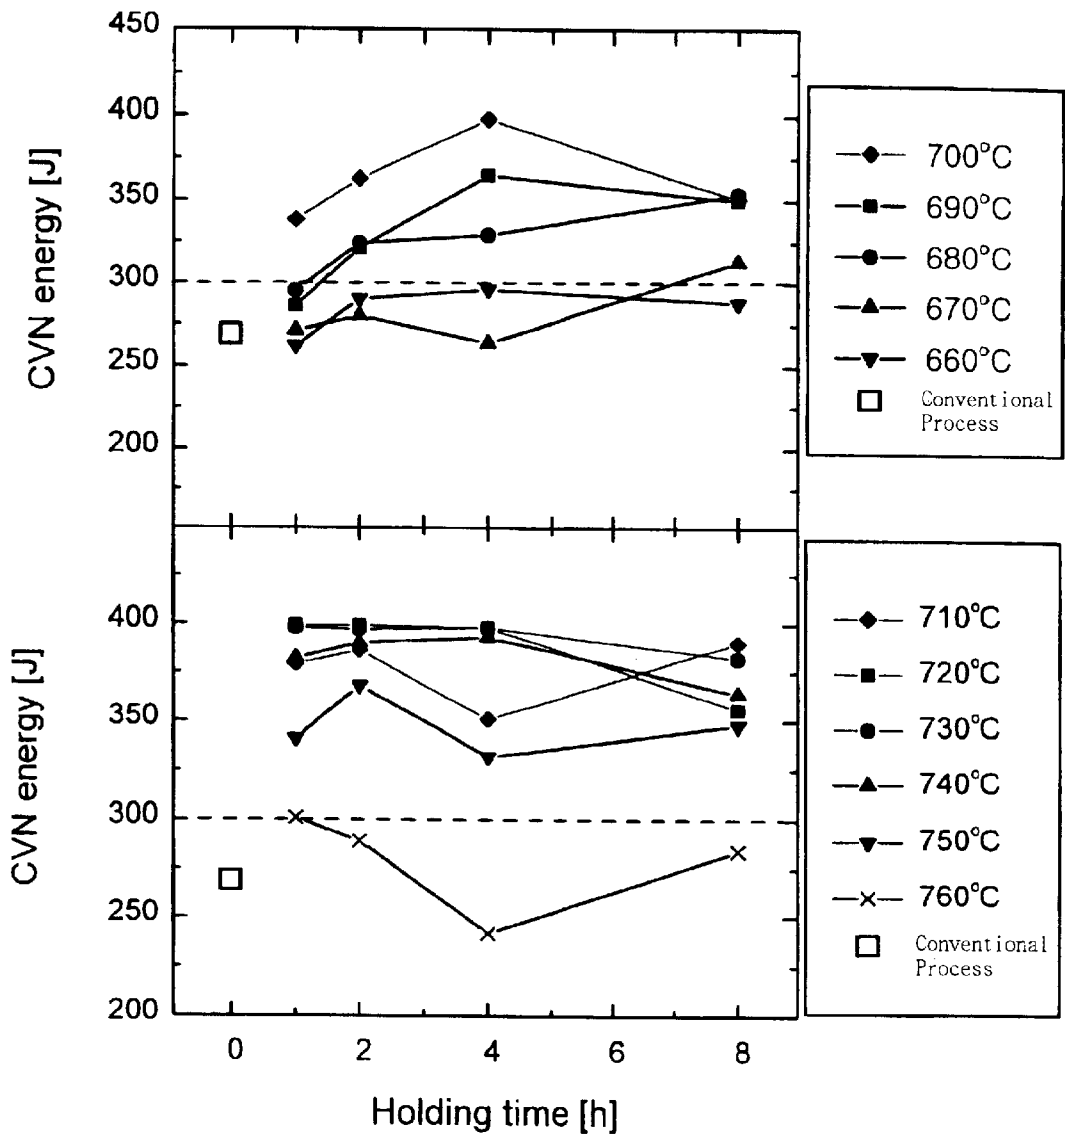 450
400
350
300
250
200
CVN energy [J]
700°C
690°C
680°C
670°C
660°C
Conventional
Process
400
350
300
250
200
CVN energy [J]
0 2 4 6 8
Holding time [h]
710°C
720°C
730°C
740°C
750°C
760°C
Conventional
Process